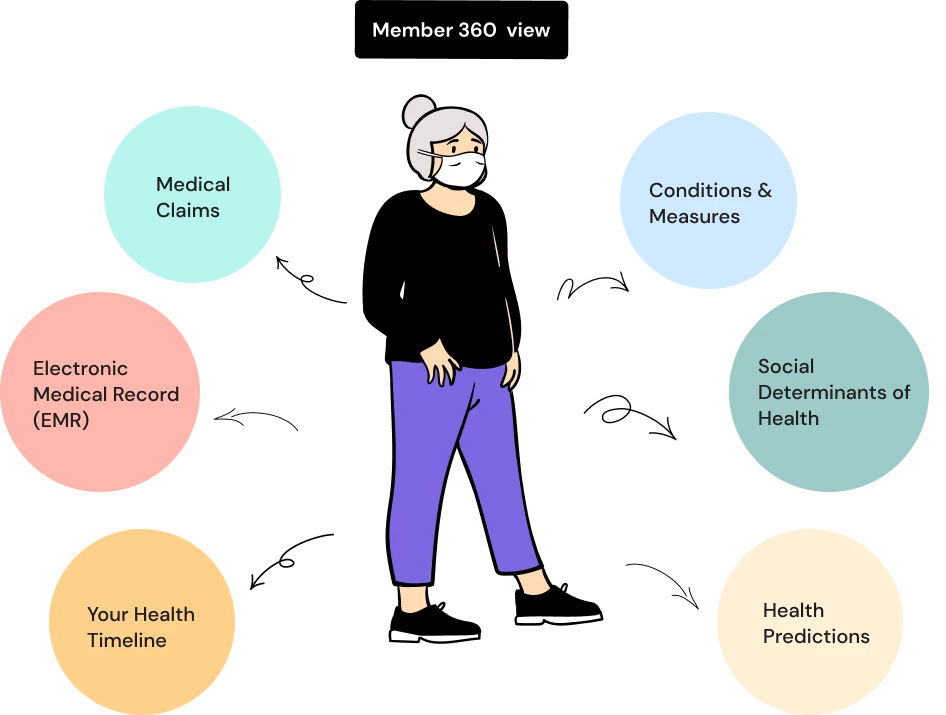 Member 360 view
Medical
Claims
Conditions &
Measures
Electronic
Medical Record
(EMR)
Social
Determinants of
Health
Your Health
Timeline
Health
Predictions